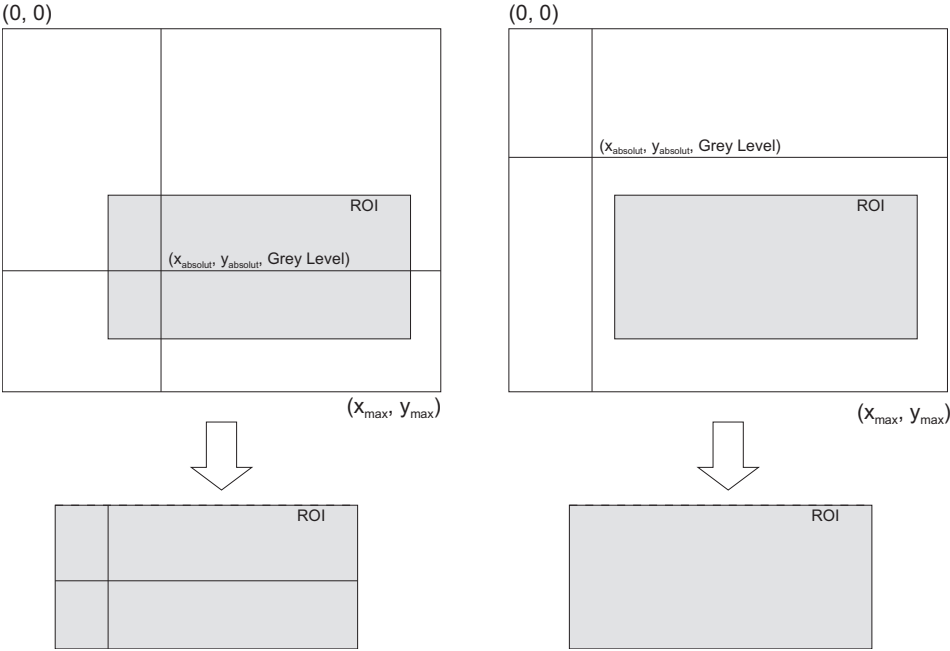 (0, 0)
(0, 0)
(xabsolut, yabsolut, Grey Level)
ROI
ROI
(xabsolut, yabsolut, Grey Level)
(xmax, ymax)
(xmax, ymax)
ROI
ROI